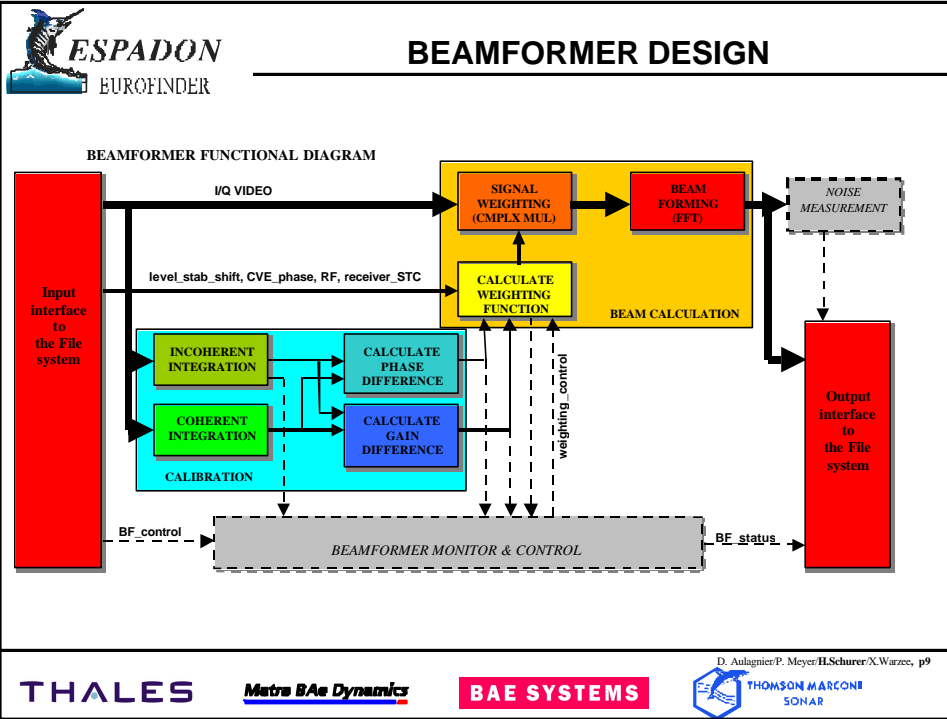 ESPADON
EUROFINDER
BEAMFORMER DESIGN
BEAMFORMER FUNCTIONAL DIAGRAM
I/Q VIDEO
SIGNAL
WEIGHTING
(CMPLX MUL)
BEAM
FORMING
(FFT)
NOISE
MEASUREMENT
level_stab_shift, CVE_phase, RF, receiver_STC
CALCULATE
WEIGHTING
FUNCTION
BEAM CALCULATION
Input
interface
to
the File
system
INCOHERENT
INTEGRATION
CALCULATE
PHASE
DIFFERENCE
COHERENT
INTEGRATION
CALCULATE
GAIN
DIFFERENCE
CALIBRATION
weighting_control
Output
interface
to
the File
system
BF_control
BEAMFORMER MONITOR & CONTROL
BF_status
D. Aulagnier/P. Meyer/H.Schurer/X.Warzee, p9
THALES
Matra BAe Dynamics
BAE SYSTEMS
THOMSON MARCONI
SONAR